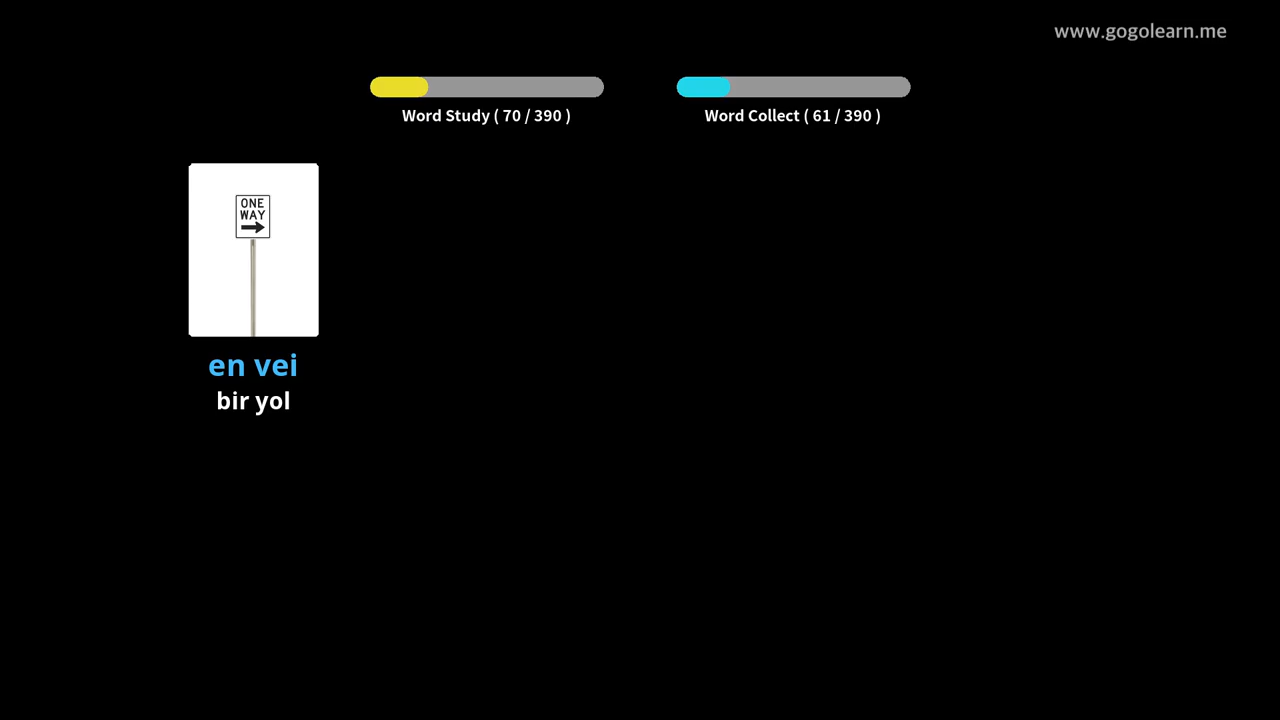 www.gogolearn.me
Word Study ( 70 / 390 )
Word Collect ( 61 / 390 )
ONE
WAY
en vei
bir yol